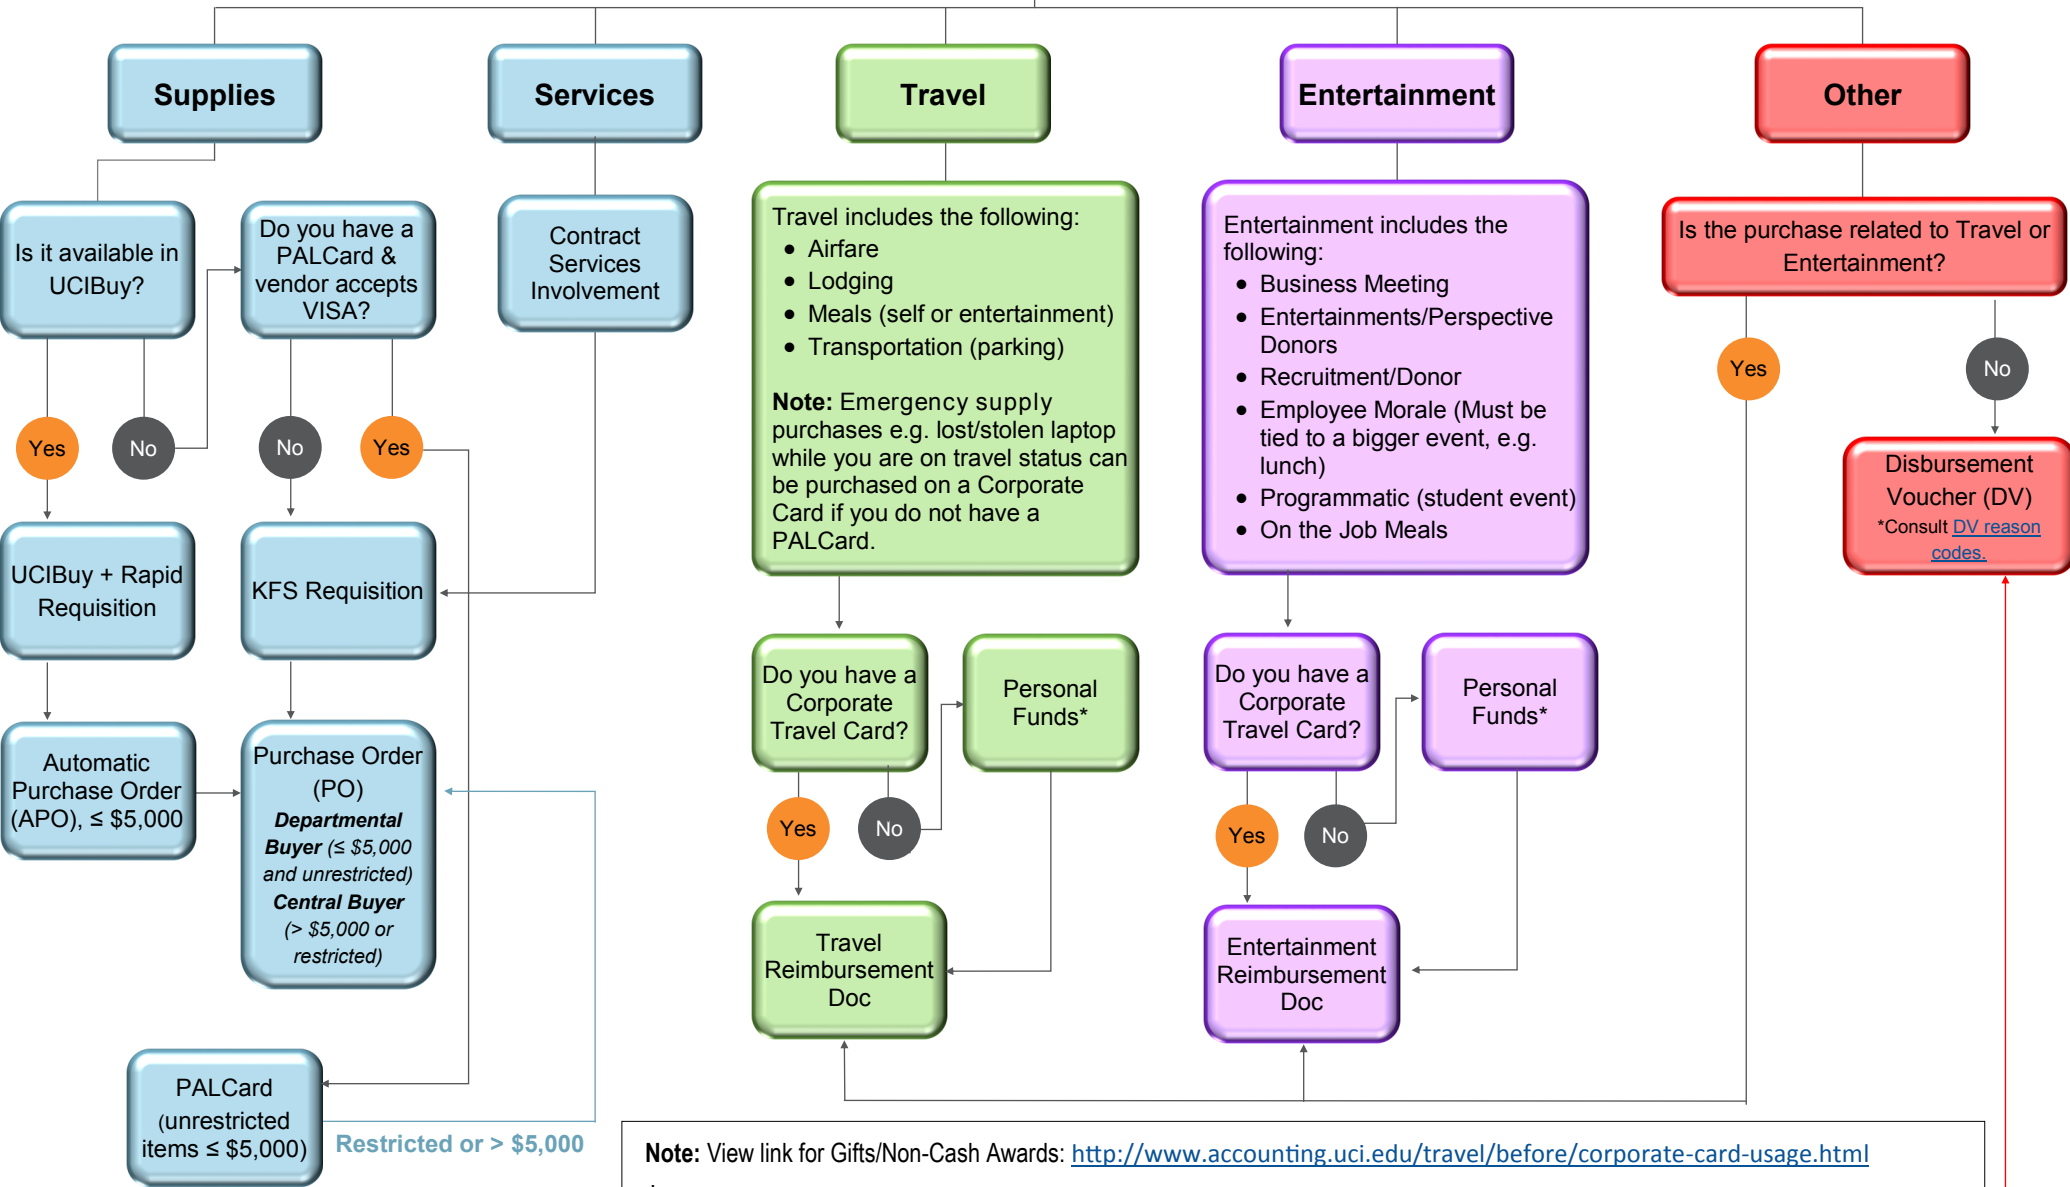 Supplies
Services
Travel
Entertainment
Other
Is it available in
UCIBuy?
Do you have a
PALCard &
vendor accepts
VISA?
Contract
Services
Involvement
Travel includes the following:
• Airfare
• Lodging
• Meals (self or entertainment)
• Transportation (parking)
Note: Emergency supply
purchases e.g. lost/stolen laptop
while you are on travel status can
be purchased on a Corporate
Card if you do not have a
PALCard.
Entertainment includes the
following:
• Business Meeting
• Entertainments/Perspective
Donors
• Recruitment/Donor
• Employee Morale (Must be
tied to a bigger event, e.g.
lunch)
• Programmatic (student event)
• On the Job Meals
Is the purchase related to Travel or
Entertainment?
Yes
No
Yes
No
No
Yes
Disbursement
Voucher (DV)
*Consult DV reason
codes.
UCIBuy + Rapid
Requisition
KFS Requisition
Do you have a
Corporate
Travel Card?
Personal
Funds*
Do you have a
Corporate
Travel Card?
Personal
Funds*
Automatic
Purchase Order
(APO), ≤ $5,000
Purchase Order
(PO)
Departmental
Buyer (≤ $5,000
and unrestricted)
Central Buyer
(> $5,000 or
restricted)
Yes
No
Yes
No
Travel
Reimbursement
Doc
Entertainment
Reimbursement
Doc
PALCard
(unrestricted
items ≤ $5,000)
Restricted or > $5,000
Note: View link for Gifts/Non-Cash Awards: http://www.accounting.uci.edu/travel/before/corporate-card-usage.html